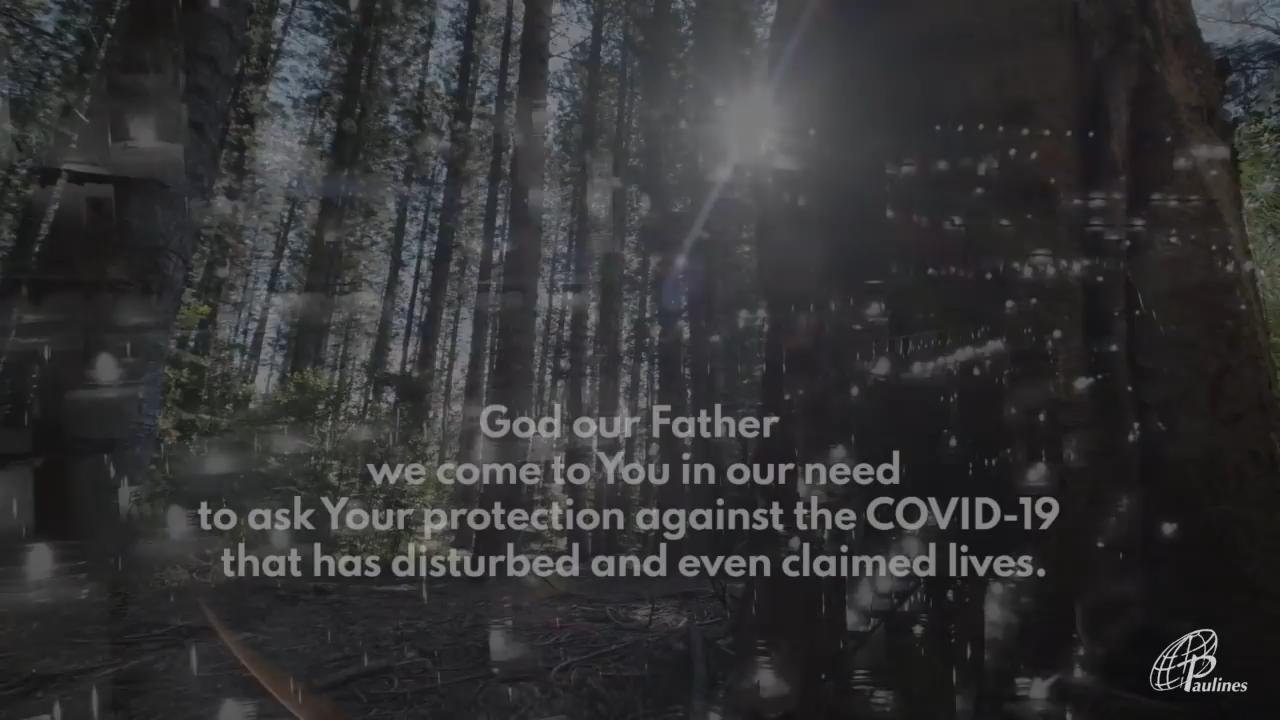 God our Father
we come to You in our need
to ask Your protection against the COVID-19
that has disturbed and even claimed lives.
Paulines